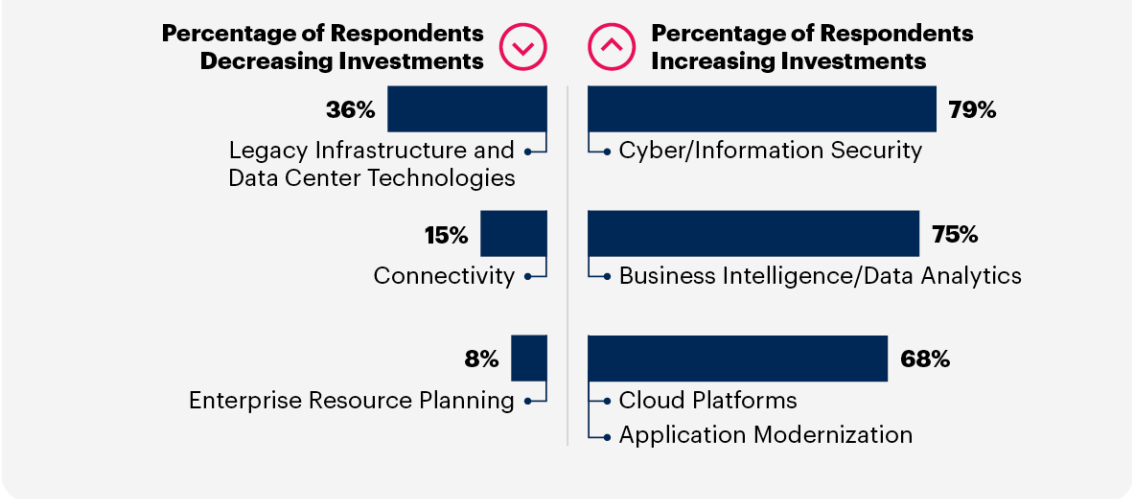 Percentage of Respondents
Decreasing Investments
36%
Legacy Infrastructure and
Data Center Technologies
15%
Connectivity
8%
Enterprise Resource Planning
Percentage of Respondents
Increasing Investments
79%
Cyber/Information Security
75%
Business Intelligence/Data Analytics
68%
Cloud Platforms
Application Modernization